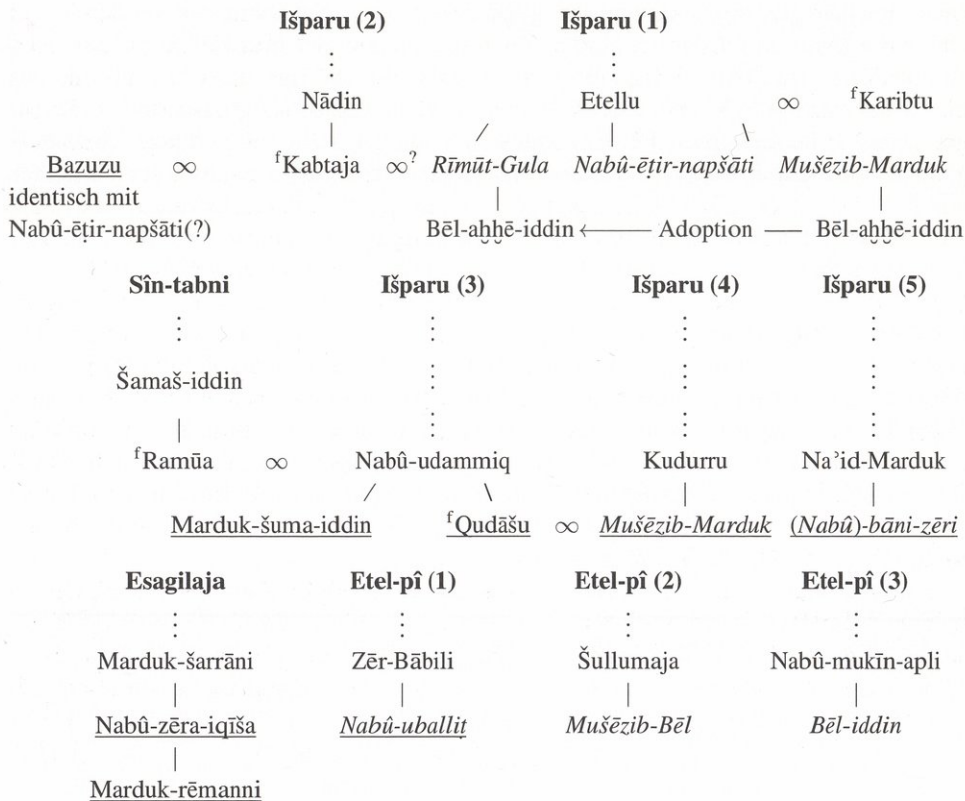 Išparu (2) Išparu (1)
⋮ ⋮
Nādin Etellu ∞ ᶠKaribtu
| / | \
Bazuzu ∞ ᶠKabtaja ∞? Rīmūt-Gula Nabû-ēṭir-napšāti Mušēzib-Marduk
identisch mit | |
Nabû-ēṭir-napšāti(?) Bēl-aḫḫē-iddin ←—— Adoption —— Bēl-aḫḫē-iddin
Sîn-tabni Išparu (3) Išparu (4) Išparu (5)
⋮ ⋮ ⋮ ⋮
Šamaš-iddin ⋮ ⋮ ⋮
| ⋮ ⋮ ⋮
ᶠRamūa ∞ Nabû-udammiq Kudurru Naʾid-Marduk
/ \ | |
Marduk-šuma-iddin ᶠQudāšu ∞ Mušēzib-Marduk (Nabû)-bāni-zēri
Esagilaja Etel-pî (1) Etel-pî (2) Etel-pî (3)
⋮ ⋮ ⋮ ⋮
Marduk-šarrāni Zēr-Bābili Šullumaja Nabû-mukīn-apli
| | | |
Nabû-zēra-iqīša Nabû-uballiṭ Mušēzib-Bēl Bēl-iddin
|
Marduk-rēmanni